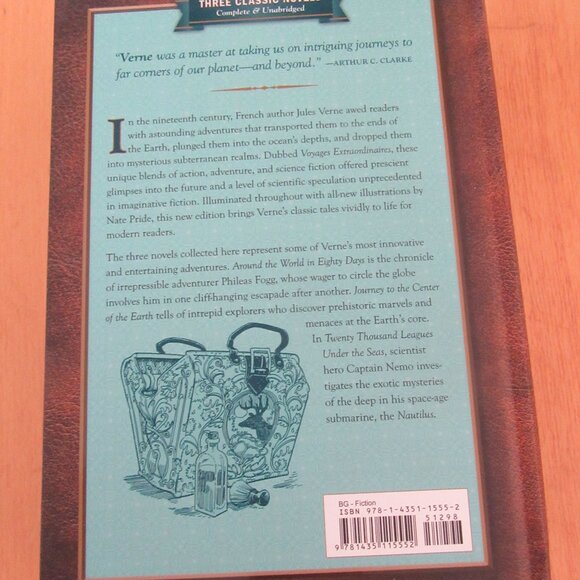 THREE CLASSIC NOVELS
Complete & Unabridged
"Verne was a master at taking us on intriguing journeys to
far corners of our planet—and beyond." —ARTHUR C. CLARKE
In the nineteenth century, French author Jules Verne awed readers
with astounding adventures that transported them to the ends of
the Earth, plunged them into the ocean's depths, and dropped them
into mysterious subterranean realms. Dubbed Voyages Extraordinaires, these
unique blends of action, adventure, and science fiction offered prescient
glimpses into the future and a level of scientific speculation unprecedented
in imaginative fiction. Illuminated throughout with all-new illustrations by
Nate Pride, this new edition brings Verne's classic tales vividly to life for
modern readers.
The three novels collected here represent some of Verne's most innovative
and entertaining adventures. Around the World in Eighty Days is the chronicle
of irrepressible adventurer Phileas Fogg, whose wager to circle the globe
involves him in one cliff-hanging escapade after another. Journey to the Center
of the Earth tells of intrepid explorers who discover prehistoric marvels and
menaces at the Earth's core.
In Twenty Thousand Leagues
Under the Seas, scientist
hero Captain Nemo inves-
tigates the exotic mysteries
of the deep in his space-age
submarine, the Nautilus.
BG - Fiction
ISBN 978-1-4351-1555-2
51298
9 781435 115552